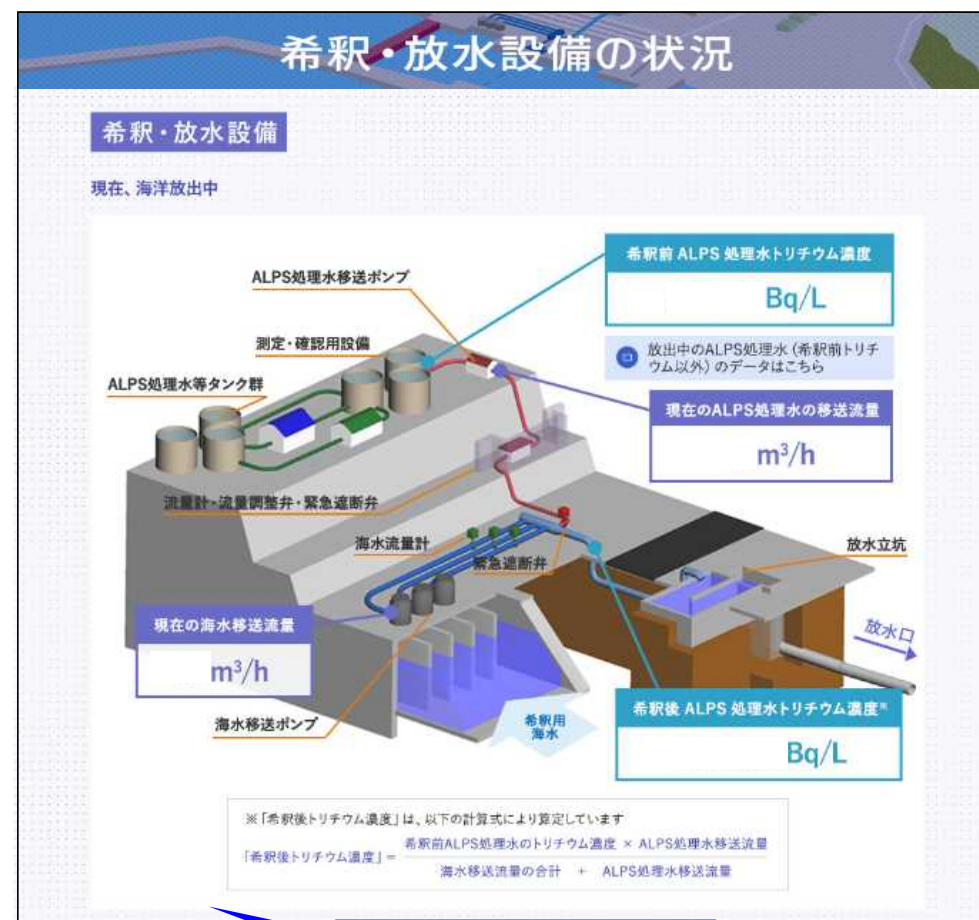 希釈・放水設備の状況
希釈・放水設備
現在、海洋放出中
希釈前 ALPS 処理水トリチウム濃度
Bq/L
ALPS処理水移送ポンプ
測定・確認用設備
放出中のALPS処理水（希釈前トリチ
ウム以外）のデータはこちら
ALPS処理水等タンク群
現在のALPS処理水の移送流量
m³/h
流量計・流量調整弁・緊急遮断弁
海水流量計
緊急遮断弁
放水立坑
現在の海水移送流量
m³/h
放水口
海水移送ポンプ
希釈用
海水
希釈後 ALPS 処理水トリチウム濃度※
Bq/L
※「希釈後トリチウム濃度」は、以下の計算式により算定しています
「希釈後トリチウム濃度」＝
希釈前ALPS処理水のトリチウム濃度 × ALPS処理水移送流量
海水移送流量の合計 + ALPS処理水移送流量